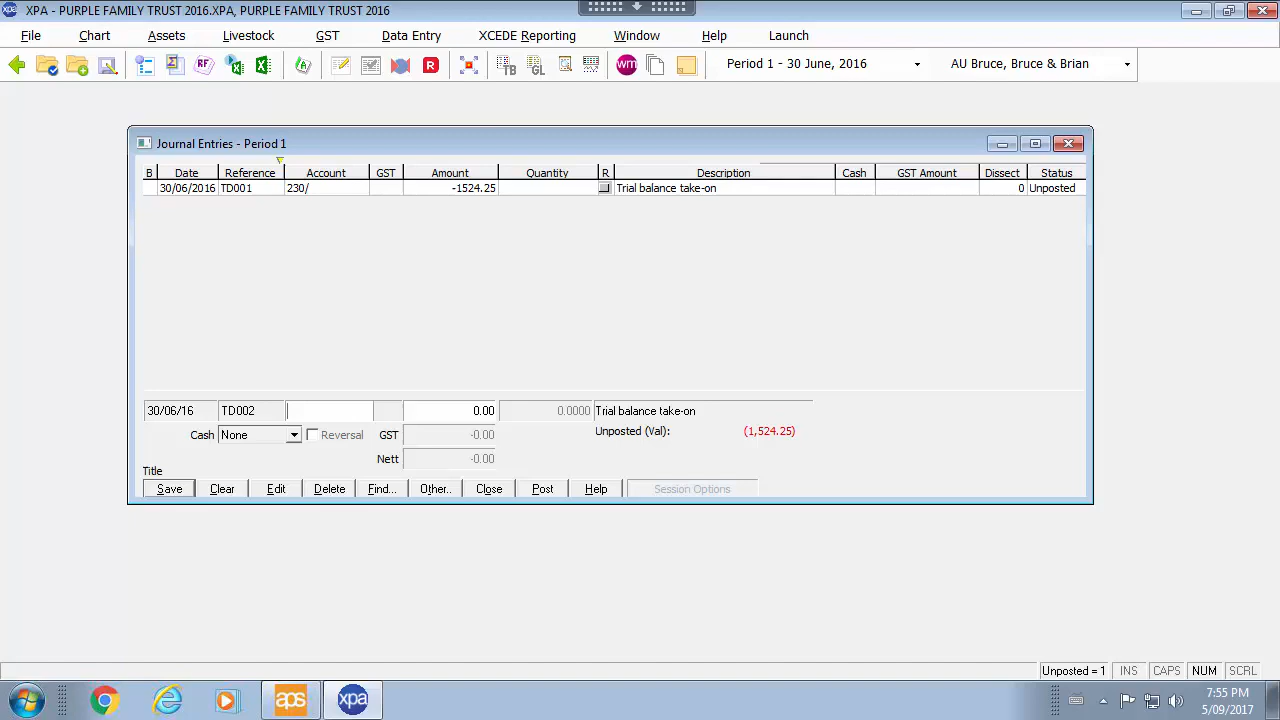 xpa XPA - PURPLE FAMILY TRUST 2016.XPA, PURPLE FAMILY TRUST 2016
File Chart Assets Livestock GST Data Entry XCEDE Reporting Window Help Launch
RF R TB GL wm Period 1 - 30 June, 2016 AU Bruce, Bruce & Brian
Journal Entries - Period 1
B Date Reference Account GST Amount Quantity R Description Cash GST Amount Dissect Status
30/06/2016 TD001 230/ -1524.25 Trial balance take-on 0 Unposted
30/06/16 TD002 0.00 0.0000 Trial balance take-on
Cash None Reversal GST -0.00 Unposted (Val): (1,524.25)
Nett -0.00
Title
Save Clear Edit Delete Find... Other.. Close Post Help Session Options
Unposted = 1 INS CAPS NUM SCRL
aps xpa 7:55 PM
5/09/2017